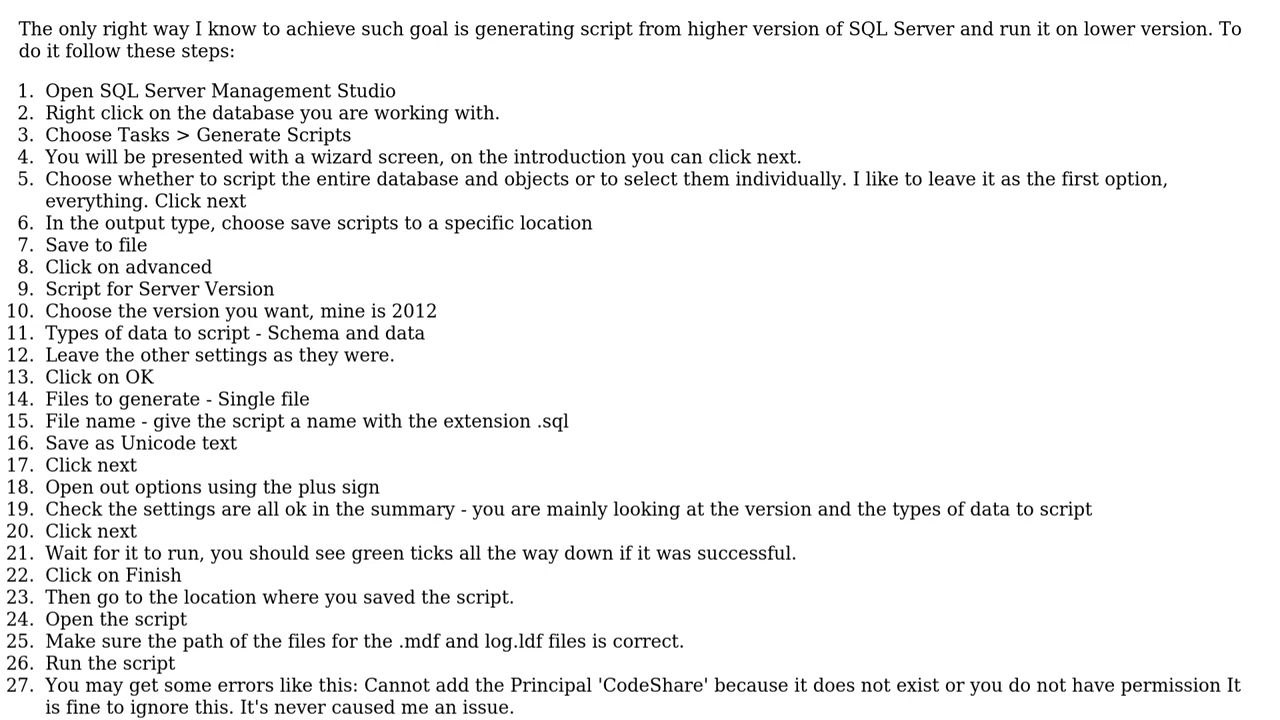 The only right way I know to achieve such goal is generating script from higher version of SQL Server and run it on lower version. To
do it follow these steps:
1. Open SQL Server Management Studio
2. Right click on the database you are working with.
3. Choose Tasks > Generate Scripts
4. You will be presented with a wizard screen, on the introduction you can click next.
5. Choose whether to script the entire database and objects or to select them individually. I like to leave it as the first option,
everything. Click next
6. In the output type, choose save scripts to a specific location
7. Save to file
8. Click on advanced
9. Script for Server Version
10. Choose the version you want, mine is 2012
11. Types of data to script - Schema and data
12. Leave the other settings as they were.
13. Click on OK
14. Files to generate - Single file
15. File name - give the script a name with the extension .sql
16. Save as Unicode text
17. Click next
18. Open out options using the plus sign
19. Check the settings are all ok in the summary - you are mainly looking at the version and the types of data to script
20. Click next
21. Wait for it to run, you should see green ticks all the way down if it was successful.
22. Click on Finish
23. Then go to the location where you saved the script.
24. Open the script
25. Make sure the path of the files for the .mdf and log.ldf files is correct.
26. Run the script
27. You may get some errors like this: Cannot add the Principal 'CodeShare' because it does not exist or you do not have permission It
is fine to ignore this. It's never caused me an issue.